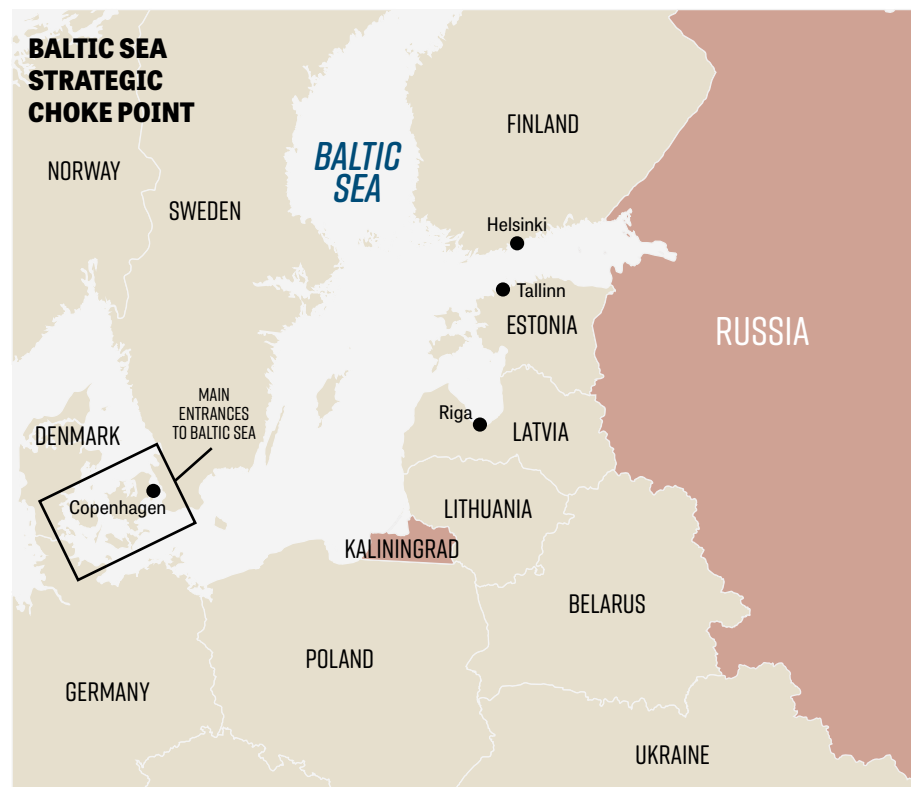 BALTIC SEA
STRATEGIC
CHOKE POINT
NORWAY
SWEDEN
FINLAND
BALTIC
SEA
Helsinki
Tallinn
ESTONIA
RUSSIA
MAIN
ENTRANCES
TO BALTIC SEA
DENMARK
Riga
LATVIA
Copenhagen
LITHUANIA
KALININGRAD
BELARUS
POLAND
GERMANY
UKRAINE